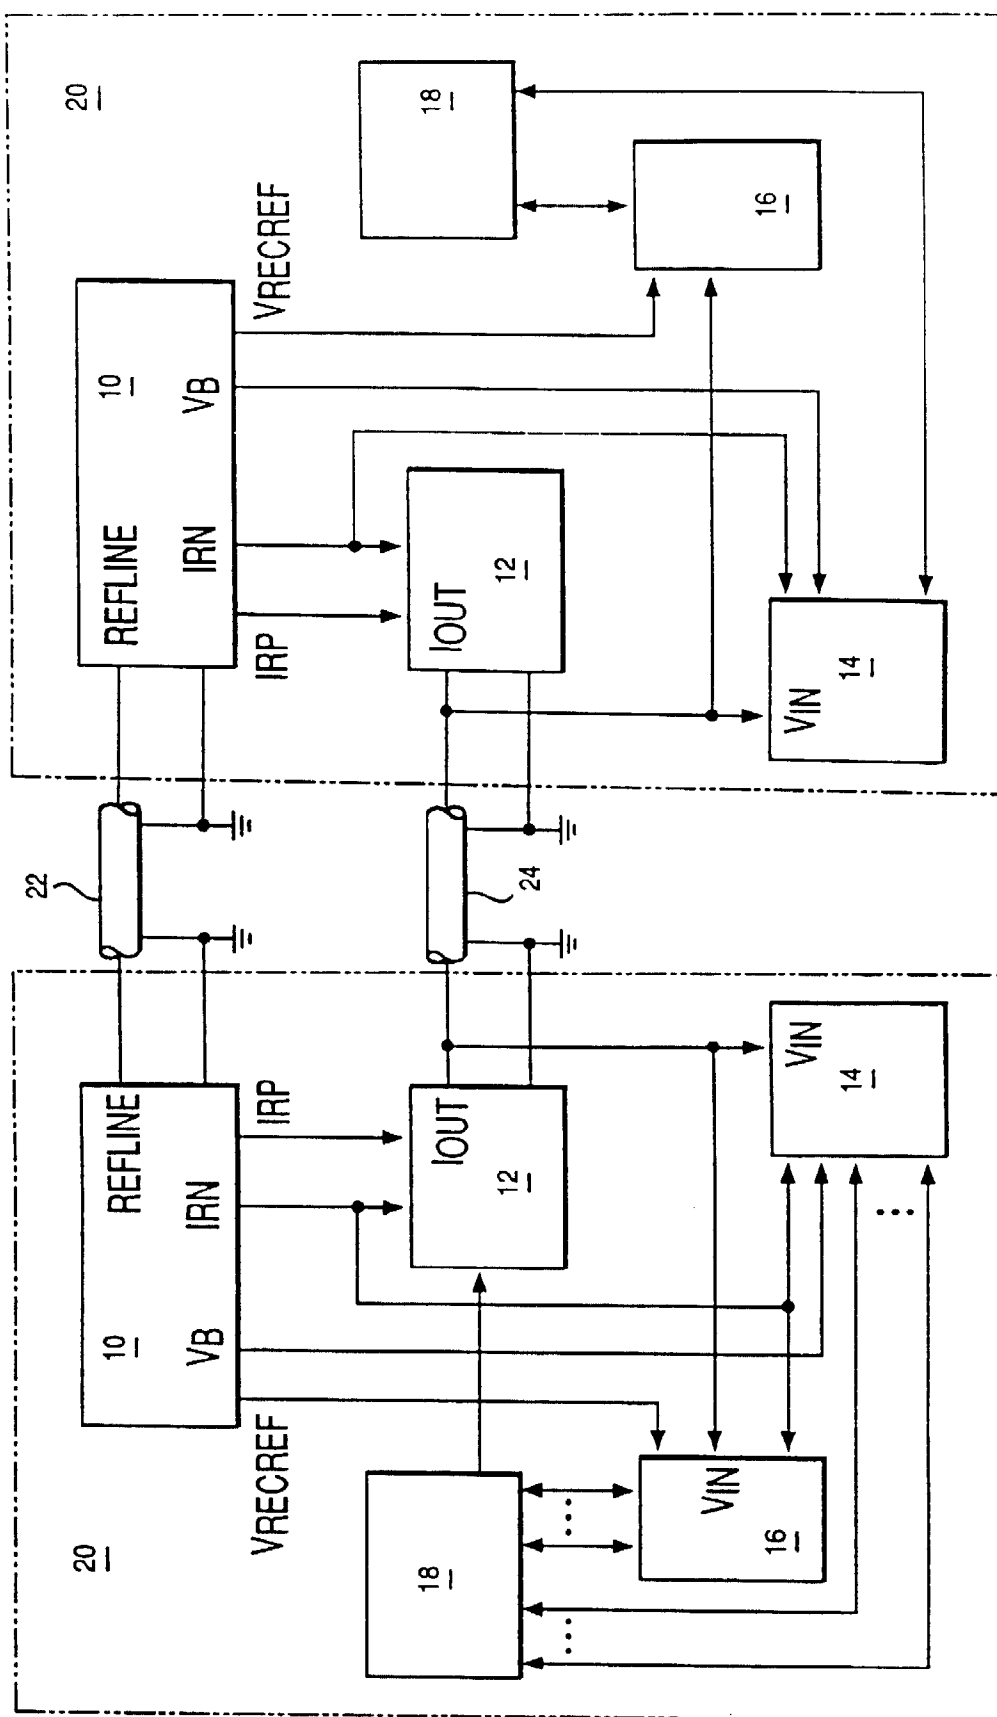 20
10
REFLINE
VB
IRN
VRECREF
IRP
18
12
IOUT
16
VIN
14
22
24
20
10
REFLINE
VB
IRN
VRECREF
IRP
18
12
IOUT
16
VIN
14
VIN